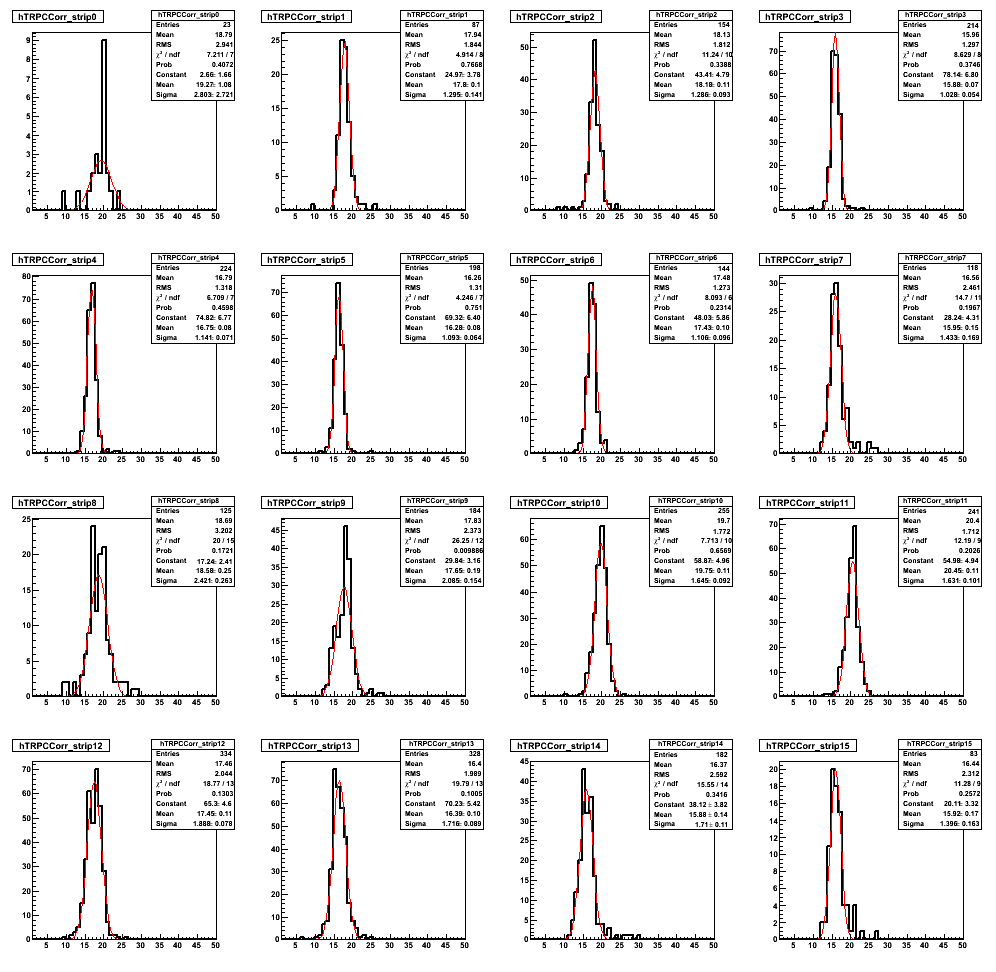 hTRPCCorr_strip0
hTRPCCorr_strip0
Entries 23
Mean 18.79
RMS 2.941
χ² / ndf 7.211 / 7
Prob 0.4072
Constant 2.66± 1.66
Mean 19.27± 1.08
Sigma 2.803± 2.721
hTRPCCorr_strip1
hTRPCCorr_strip1
Entries 87
Mean 17.94
RMS 1.844
χ² / ndf 4.914 / 8
Prob 0.7668
Constant 24.97± 3.78
Mean 17.8± 0.1
Sigma 1.295± 0.141
hTRPCCorr_strip2
hTRPCCorr_strip2
Entries 154
Mean 18.13
RMS 1.812
χ² / ndf 11.24 / 10
Prob 0.3388
Constant 43.41± 4.79
Mean 18.18± 0.11
Sigma 1.286± 0.093
hTRPCCorr_strip3
hTRPCCorr_strip3
Entries 214
Mean 15.96
RMS 1.297
χ² / ndf 8.629 / 8
Prob 0.3746
Constant 78.14± 6.80
Mean 15.88± 0.07
Sigma 1.028± 0.054
hTRPCCorr_strip4
hTRPCCorr_strip4
Entries 224
Mean 16.79
RMS 1.318
χ² / ndf 6.709 / 7
Prob 0.4598
Constant 74.82± 6.77
Mean 16.75± 0.08
Sigma 1.141± 0.071
hTRPCCorr_strip5
hTRPCCorr_strip5
Entries 198
Mean 16.26
RMS 1.31
χ² / ndf 4.246 / 7
Prob 0.751
Constant 69.32± 6.40
Mean 16.28± 0.08
Sigma 1.093± 0.064
hTRPCCorr_strip6
hTRPCCorr_strip6
Entries 144
Mean 17.48
RMS 1.273
χ² / ndf 8.093 / 6
Prob 0.2314
Constant 48.03± 5.86
Mean 17.43± 0.10
Sigma 1.106± 0.096
hTRPCCorr_strip7
hTRPCCorr_strip7
Entries 118
Mean 16.56
RMS 2.461
χ² / ndf 14.7 / 11
Prob 0.1967
Constant 28.24± 4.31
Mean 15.95± 0.15
Sigma 1.433± 0.169
hTRPCCorr_strip8
hTRPCCorr_strip8
Entries 125
Mean 18.69
RMS 3.202
χ² / ndf 20 / 15
Prob 0.1721
Constant 17.24± 2.41
Mean 18.58± 0.25
Sigma 2.421± 0.263
hTRPCCorr_strip9
hTRPCCorr_strip9
Entries 184
Mean 17.83
RMS 2.373
χ² / ndf 26.25 / 12
Prob 0.009886
Constant 29.84± 3.16
Mean 17.65± 0.19
Sigma 2.085± 0.154
hTRPCCorr_strip10
hTRPCCorr_strip10
Entries 255
Mean 19.7
RMS 1.772
χ² / ndf 7.713 / 10
Prob 0.6569
Constant 58.87± 4.96
Mean 19.75± 0.11
Sigma 1.645± 0.092
hTRPCCorr_strip11
hTRPCCorr_strip11
Entries 241
Mean 20.4
RMS 1.712
χ² / ndf 12.19 / 9
Prob 0.2026
Constant 54.98± 4.94
Mean 20.45± 0.11
Sigma 1.631± 0.101
hTRPCCorr_strip12
hTRPCCorr_strip12
Entries 334
Mean 17.46
RMS 2.044
χ² / ndf 18.77 / 13
Prob 0.1303
Constant 65.3± 4.6
Mean 17.45± 0.11
Sigma 1.888± 0.078
hTRPCCorr_strip13
hTRPCCorr_strip13
Entries 328
Mean 16.4
RMS 1.989
χ² / ndf 19.79 / 13
Prob 0.1005
Constant 70.23± 5.42
Mean 16.39± 0.10
Sigma 1.716± 0.089
hTRPCCorr_strip14
hTRPCCorr_strip14
Entries 182
Mean 16.37
RMS 2.592
χ² / ndf 15.55 / 14
Prob 0.3416
Constant 38.12 ± 3.82
Mean 15.88 ± 0.14
Sigma 1.71 ± 0.11
hTRPCCorr_strip15
hTRPCCorr_strip15
Entries 83
Mean 16.44
RMS 2.312
χ² / ndf 11.28 / 9
Prob 0.2572
Constant 20.11± 3.32
Mean 15.92± 0.17
Sigma 1.396± 0.163